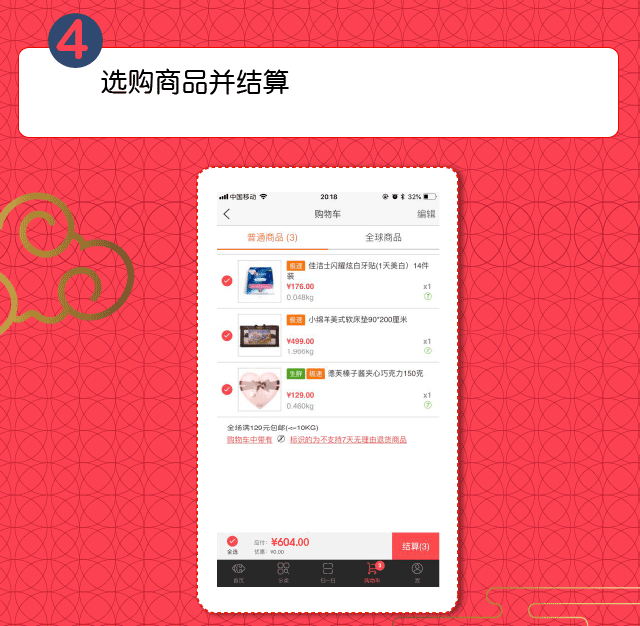 4
选购商品并结算
中国移动 20:18 32%
购物车 编辑
普通商品 (3) 全球商品
极速 佳洁士闪耀炫白牙贴(1天美白）14件
装
¥176.00 x1
0.048kg 7
极速 小绵羊美式软床垫90*200厘米
¥499.00 x1
1.966kg 7
生鲜 极速 德芙榛子酱夹心巧克力150克
¥129.00 x1
0.460kg 7
全场满129元包邮(<=10KG)
购物车中带有 7 标识的为不支持7天无理由退货商品
应付: ¥604.00 结算(3)
全选 优惠: ¥0.00
3
首页 分类 扫一扫 购物车 我